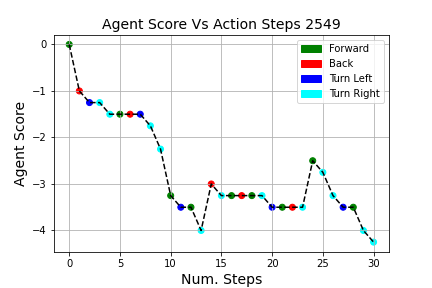 Agent Score Vs Action Steps 2549
Forward
Back
Turn Left
Turn Right
Agent Score
0
−1
−2
−3
−4
0 5 10 15 20 25 30
Num. Steps